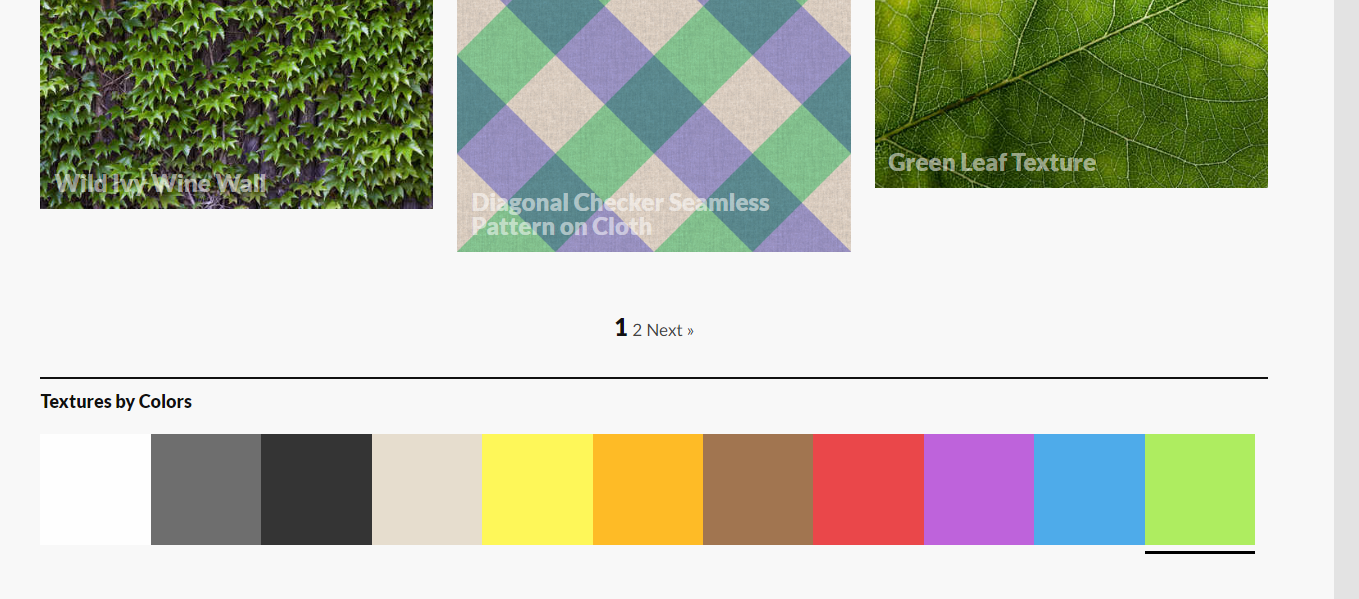 Wild Ivy Wine Wall
Diagonal Checker Seamless
Pattern on Cloth
Green Leaf Texture
1 2 Next »
Textures by Colors